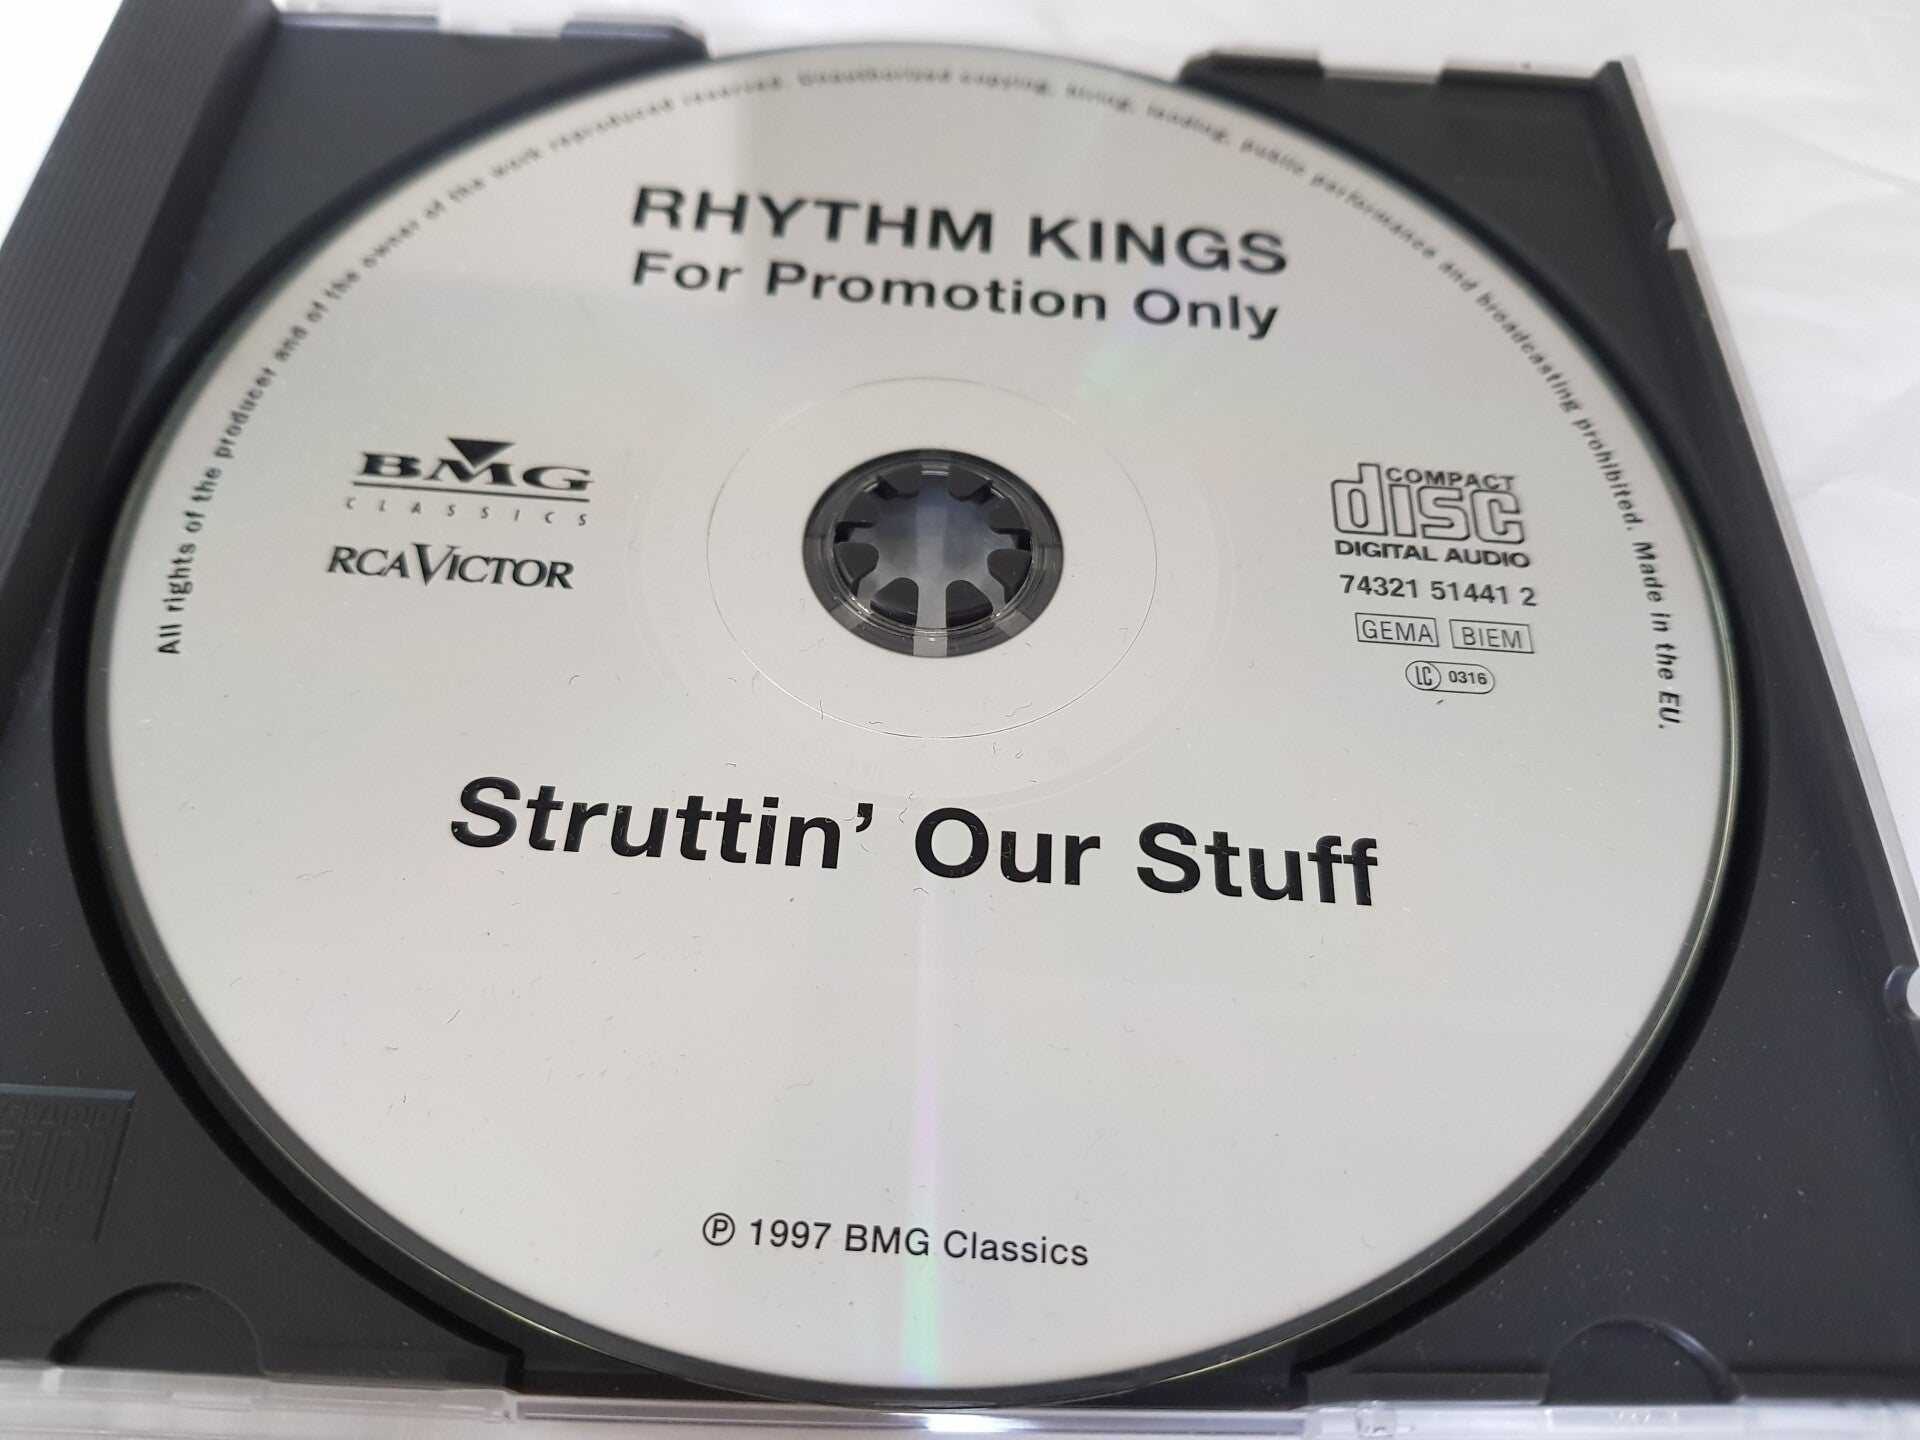 All rights of the producer and of the owner of the work reproduced reserved. Unauthorised copying, hiring, lending, public performance and broadcasting prohibited. Made in the EU.
RHYTHM KINGS
For Promotion Only
BMG
CLASSICS
RCA VICTOR
COMPACT
disc
DIGITAL AUDIO
74321 51441 2
GEMA BIEM
LC 0316
Struttin' Our Stuff
℗ 1997 BMG Classics